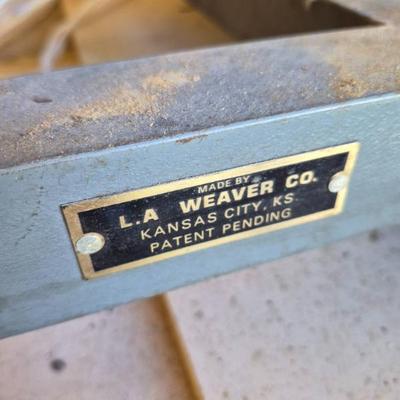 MADE BY
L.A WEAVER CO.
KANSAS CITY, KS
PATENT PENDING